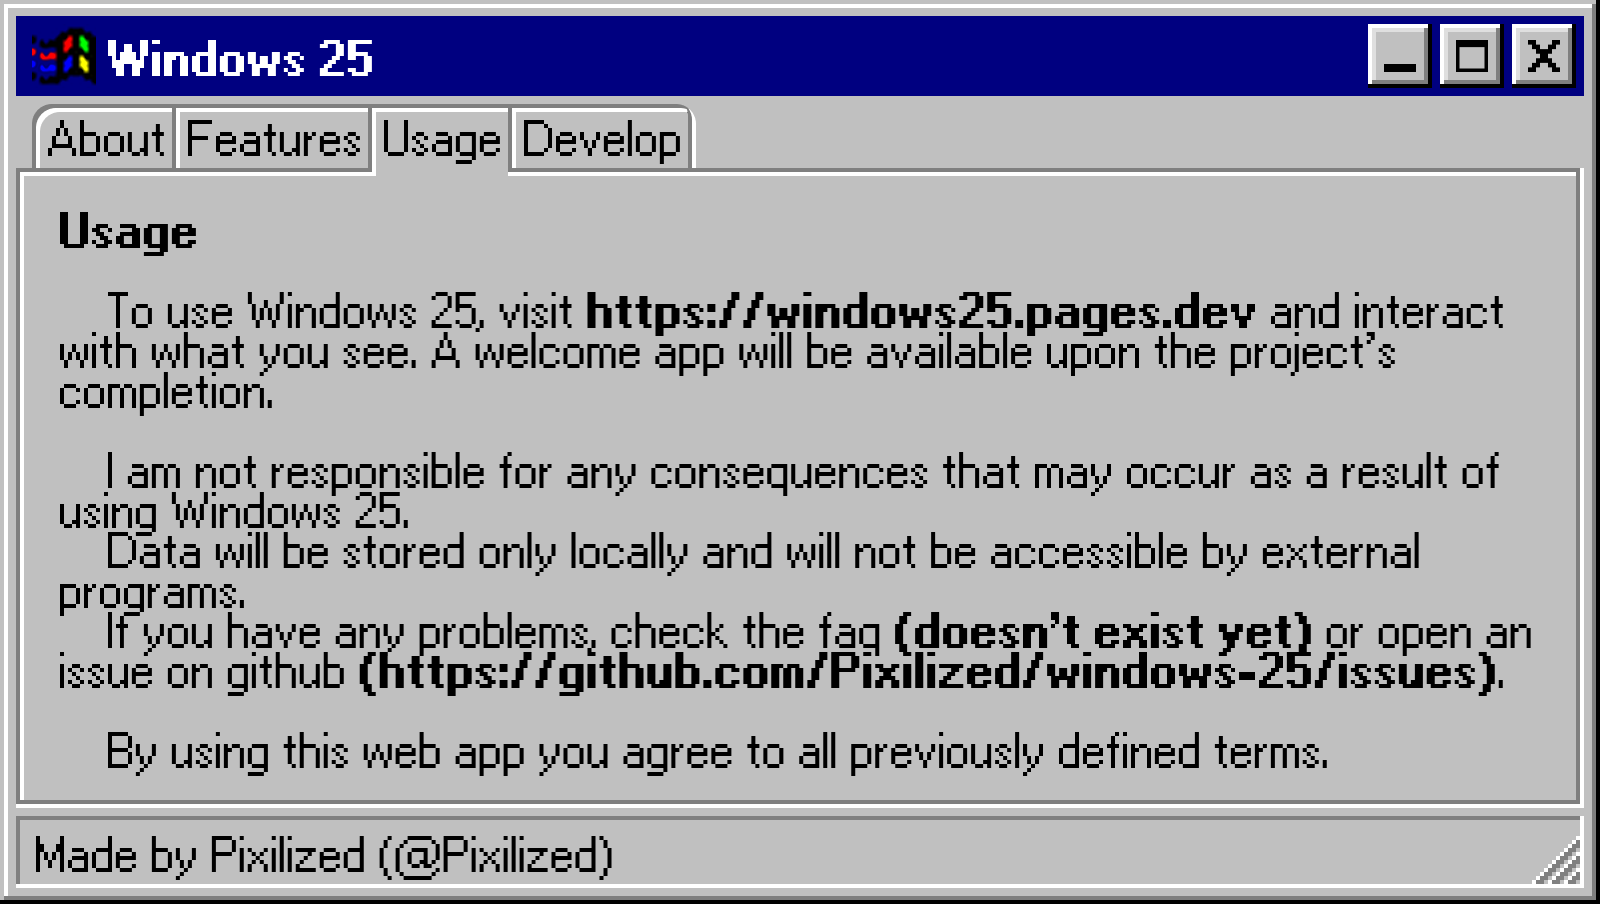 Windows 25
About Features Usage Develop
Usage
To use Windows 25, visit https://windows25.pages.dev and interact
with what you see. A welcome app will be available upon the project's
completion.
I am not responsible for any consequences that may occur as a result of
using Windows 25.
Data will be stored only locally and will not be accessible by external
programs.
If you have any problems, check the faq (doesn't exist yet) or open an
issue on github (https://github.com/Pixilized/windows-25/issues).
By using this web app you agree to all previously defined terms.
Made by Pixilized (@Pixilized)